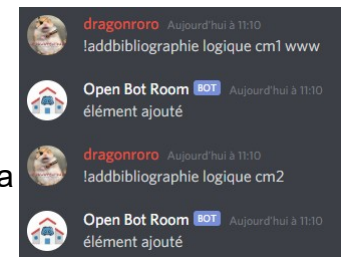 dragonroro Aujourd'hui à 11:10
!addbibliographie logique cm1 www
Open Bot Room BOT Aujourd'hui à 11:10
élément ajouté
dragonroro Aujourd'hui à 11:10
a !addbibliographie logique cm2
Open Bot Room BOT Aujourd'hui à 11:10
élément ajouté